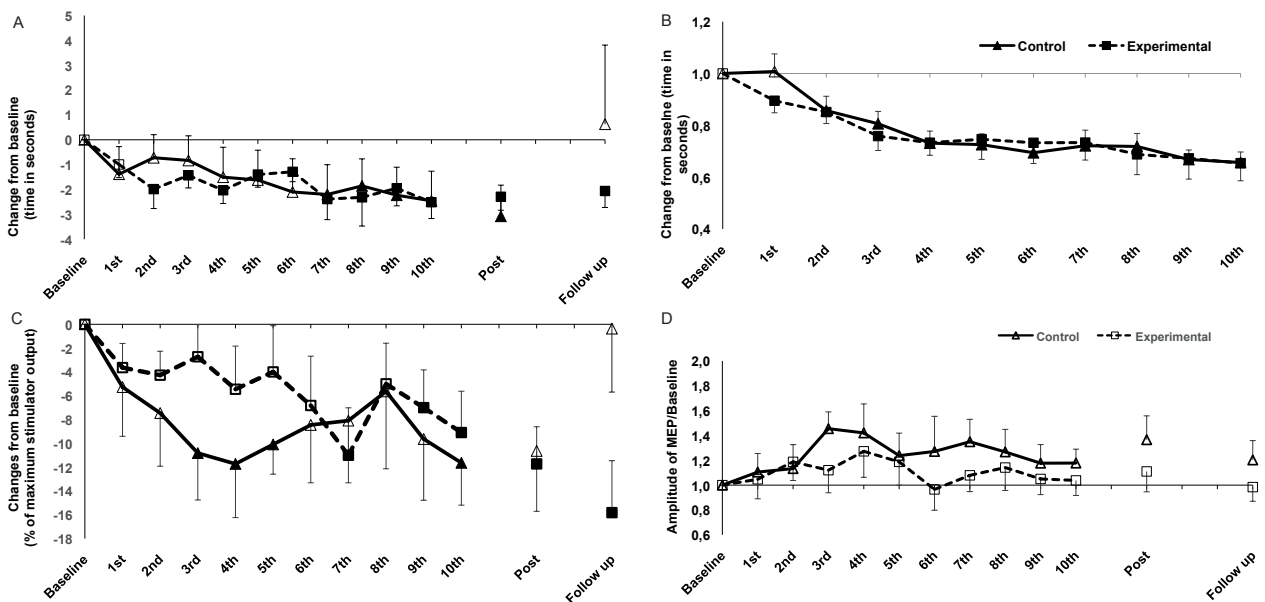 A
Change from baseline
(time in seconds)
5
4
3
2
1
0
-1
-2
-3
-4
Baseline
1st
2nd
3rd
4th
5th
6th
7th
8th
9th
10th
Post
Follow up
B
Change from baselne (time in
seconds)
1,2
1,0
0,8
0,6
0,4
Control
Experimental
Baseline
1st
2nd
3rd
4th
5th
6th
7th
8th
9th
10th
C
Changes from baseline
(% of maximum stimulator output)
0
-2
-4
-6
-8
-10
-12
-14
-16
-18
Baseline
1st
2nd
3rd
4th
5th
6th
7th
8th
9th
10th
Post
Follow up
D
Amplitude of MEP/Baseline
2,0
1,8
1,6
1,4
1,2
1,0
0,8
0,6
Control
Experimental
Baseline
1st
2nd
3rd
4th
5th
6th
7th
8th
9th
10th
Post
Follow up